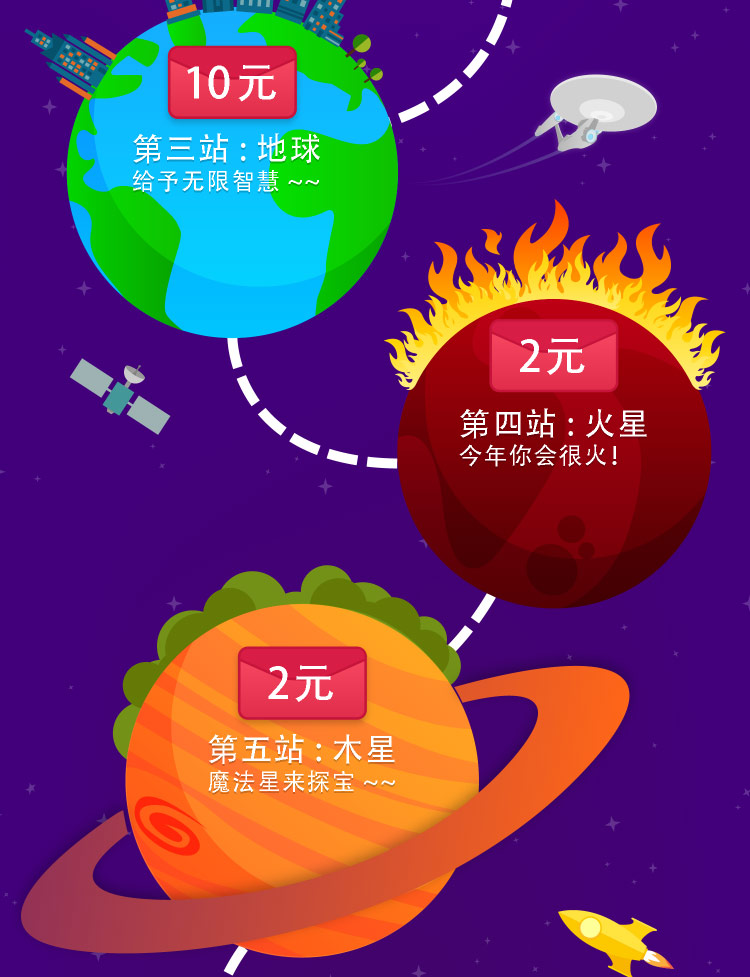 10元
第三站:地球
给予无限智慧 ~~
2元
第四站:火星
今年你会很火!
2元
第五站:木星
魔法星来探宝 ~~